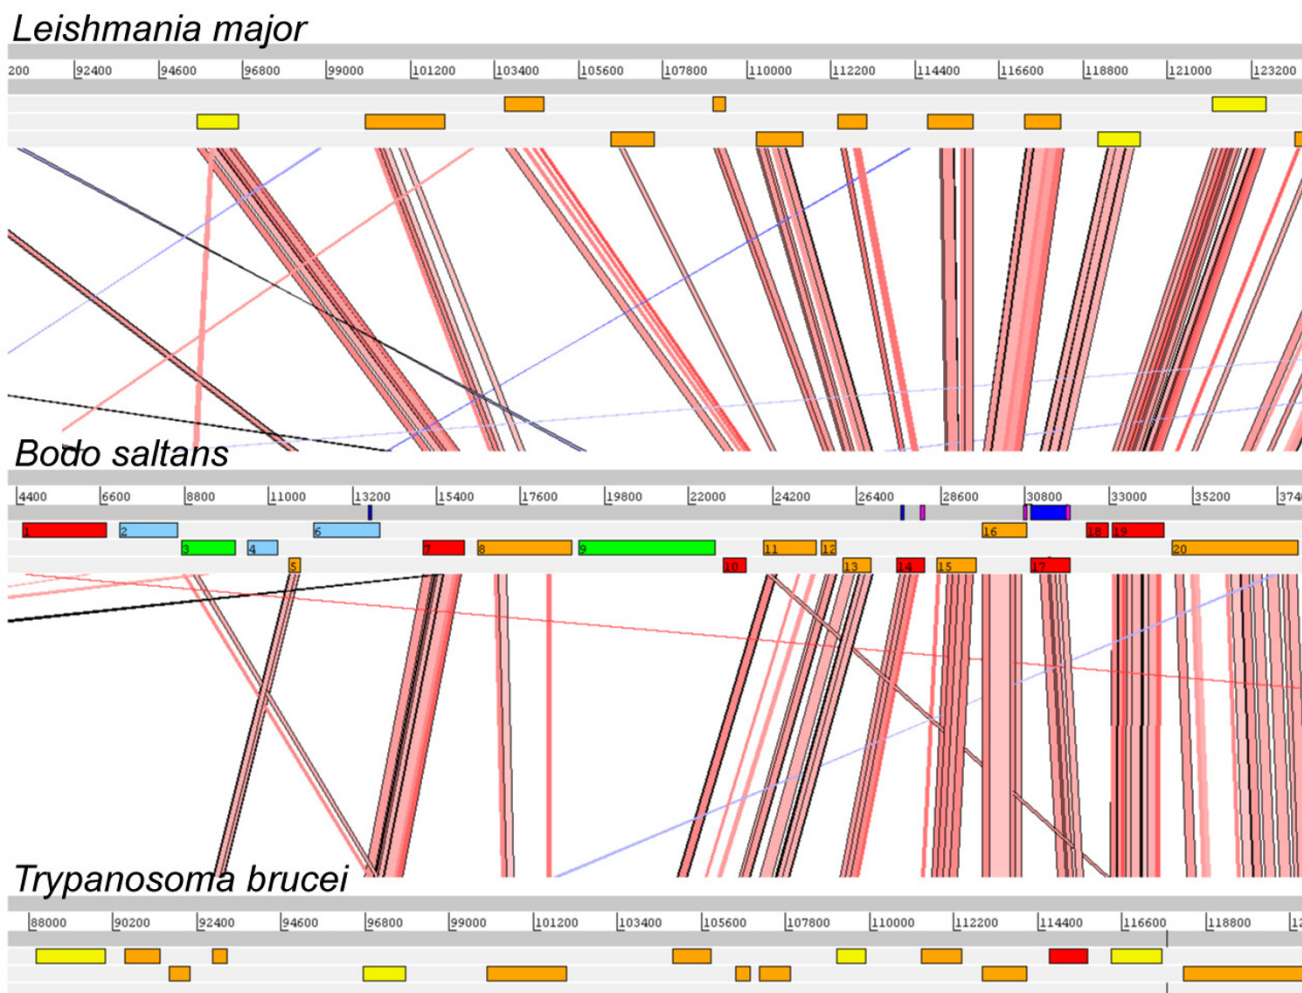 Leishmania major
200 92400 94600 96800 99000 101200 103400 105600 107800 110000 112200 114400 116600 118800 121000 123200
Bodo saltans
4400 6600 8800 11000 13200 15400 17600 19800 22000 24200 26400 28600 30800 33000 35200 374
16 18 19
1 2 6
3 4 7 8 9 11 12 20
5 10 13 14 15 17
Trypanosoma brucei
88000 90200 92400 94600 96800 99000 101200 103400 105600 107800 110000 112200 114400 116600 118800 12